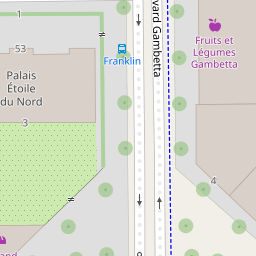 1
53
Palais
Étoile
du Nord
3
Franklin
vard Gambetta
Fruits et
Légumes
Gambetta
4